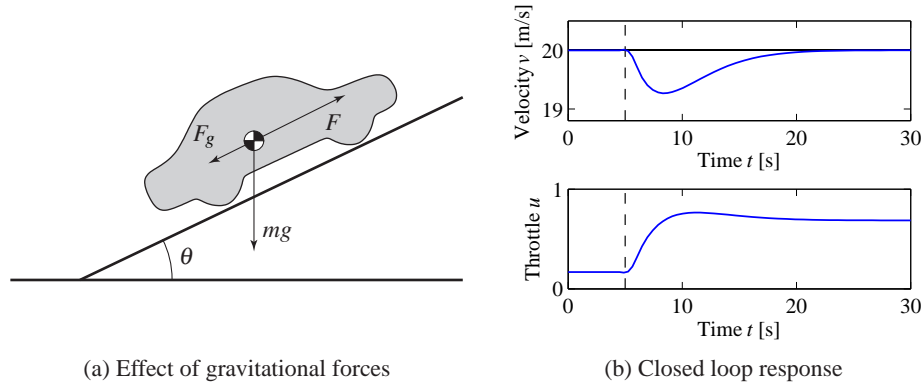 F_g
F
mg
θ
(a) Effect of gravitational forces
Velocity v [m/s]
20
19
0 10 20 30
Time t [s]
Throttle u
1
0
0 10 20 30
Time t [s]
(b) Closed loop response